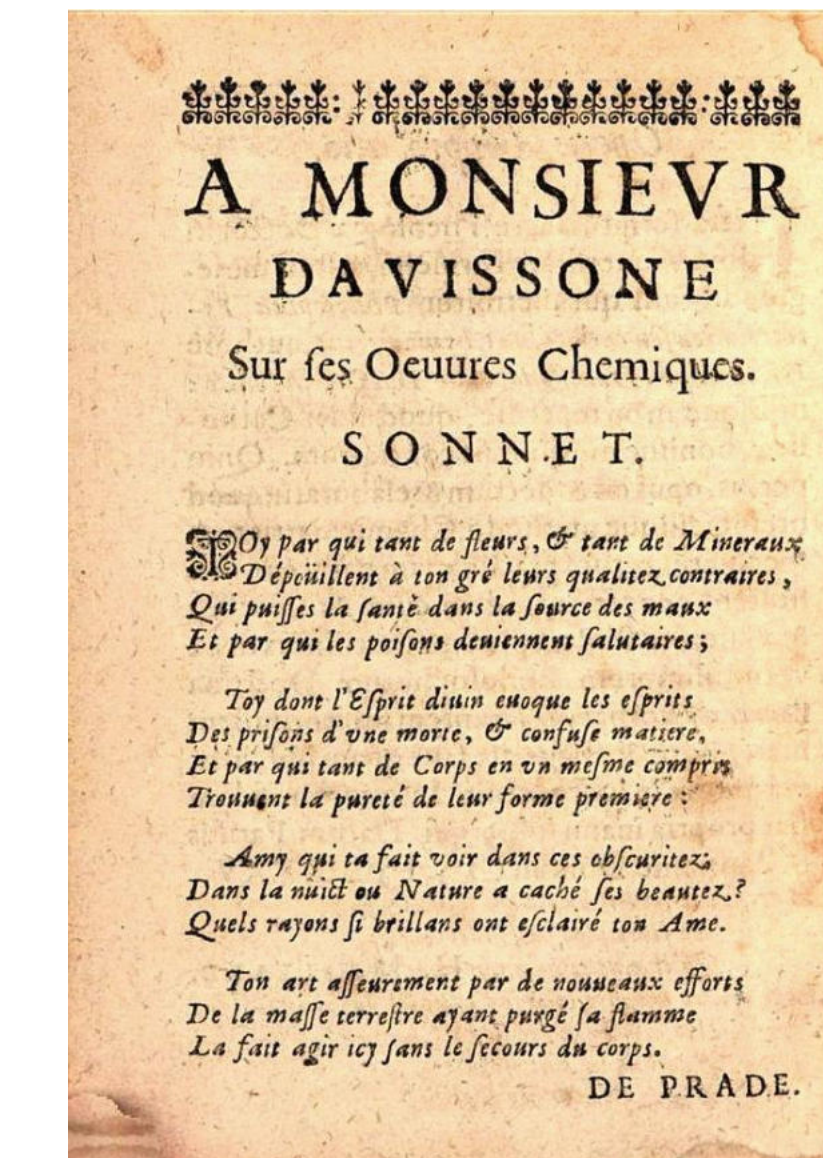 A MONSIEVR
DAVISSONE
Sur ſes Oeuures Chemiques.
SONNET.
TOy par qui tant de fleurs, & tant de Mineraux
Dépoüillent à ton gré leurs qualitez contraires,
Qui puiſſes la ſantè dans la ſource des maux
Et par qui les poiſons deuiennent ſalutaires;
Toy dont l'Eſprit diuin euoque les eſprits
Des priſons d'vne morte, & confuſe matiere,
Et par qui tant de Corps en vn meſme compris
Trouuent la pureté de leur forme premiere:
Amy qui ta fait voir dans ces obſcuritez,
Dans la nuict ou Nature a caché ſes beautez?
Quels rayons ſi brillans ont eſclairé ton Ame.
Ton art aſſeurement par de nouueaux efforts
De la maſſe terreſtre ayant purgé ſa flamme
La fait agir icy ſans le ſecours du corps.
DE PRADE.